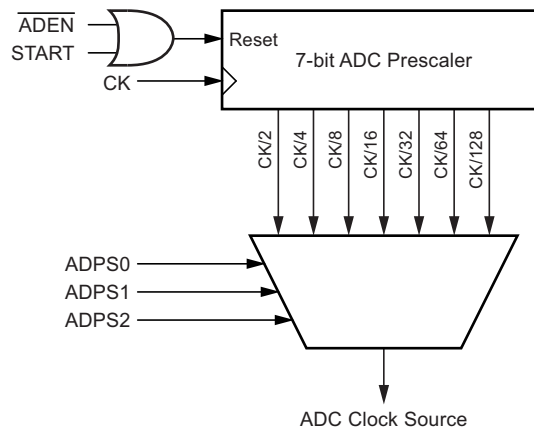 ADEN
START
Reset
7-bit ADC Prescaler
CK
CK/2
CK/4
CK/8
CK/16
CK/32
CK/64
CK/128
ADPS0
ADPS1
ADPS2
ADC Clock Source